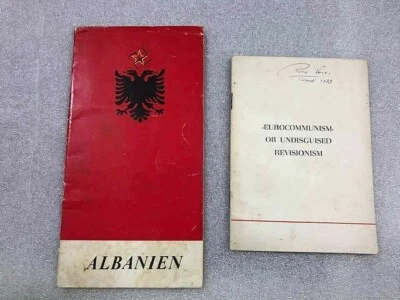 ALBANIEN
«EUROCOMMUNISM»
OR UNDISGUISED
REVISIONISM